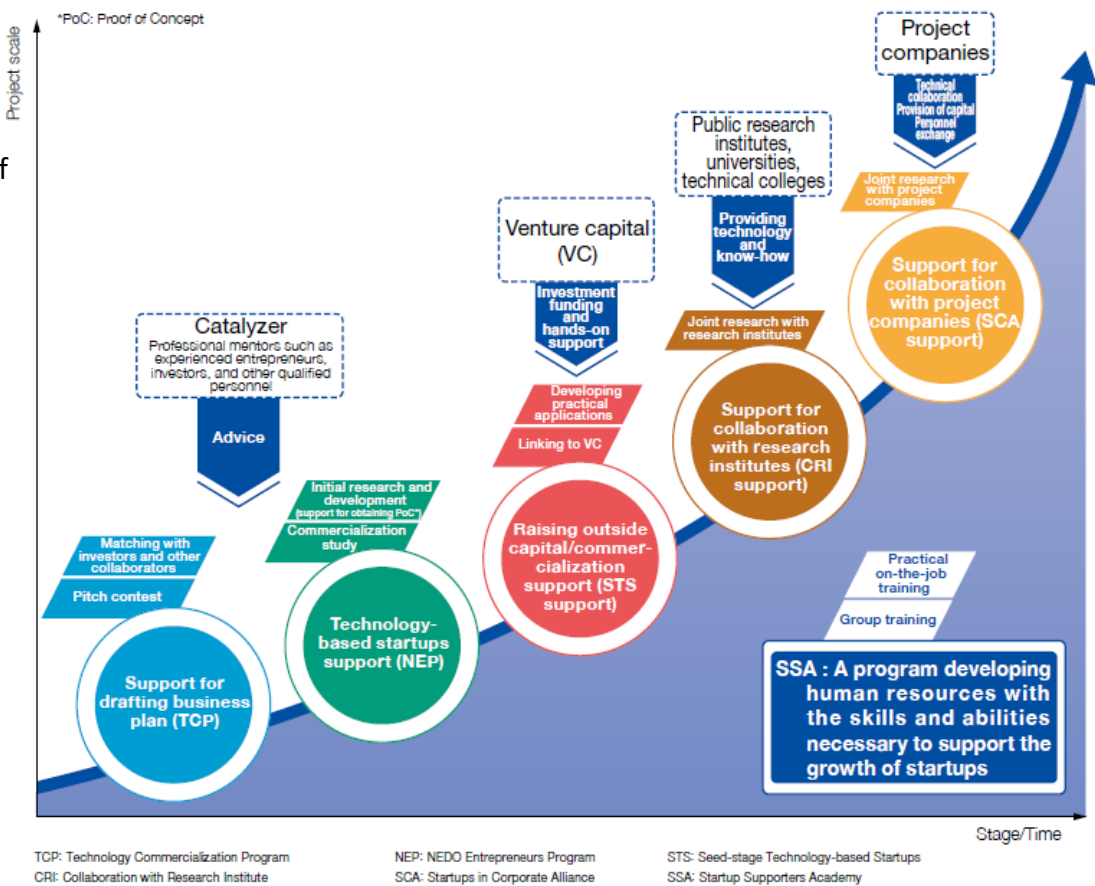 *PoC: Proof of Concept
Project scale
f
Project
companies
Technical
collaboration
Provision of capital
Personnel
exchange
Public research
institutes,
universities,
technical colleges
Providing
technology
and
know-how
Joint research
with project
companies
Support for
collaboration
with project
companies (SCA
support)
Venture capital
(VC)
Investment
funding
and
hands-on
support
Joint research with
research institutes
Support for
collaboration
with research
institutes (CRI
support)
Catalyzer
Professional mentors such as
experienced entrepreneurs,
investors, and other qualified
personnel
Advice
Developing
practical
applications
Linking to VC
Raising outside
capital/commer-
cialization
support (STS
support)
Initial research and
development
(support for obtaining PoC*)
Commercialization
study
Technology-
based startups
support (NEP)
Matching with
investors and other
collaborators
Pitch contest
Support for
drafting business
plan (TCP)
Practical
on-the-job
training
Group training
SSA : A program developing
human resources with
the skills and abilities
necessary to support the
growth of startups
Stage/Time
TCP: Technology Commercialization Program
NEP: NEDO Entrepreneurs Program
STS: Seed-stage Technology-based Startups
CRI: Collaboration with Research Institute
SCA: Startups in Corporate Alliance
SSA: Startup Supporters Academy